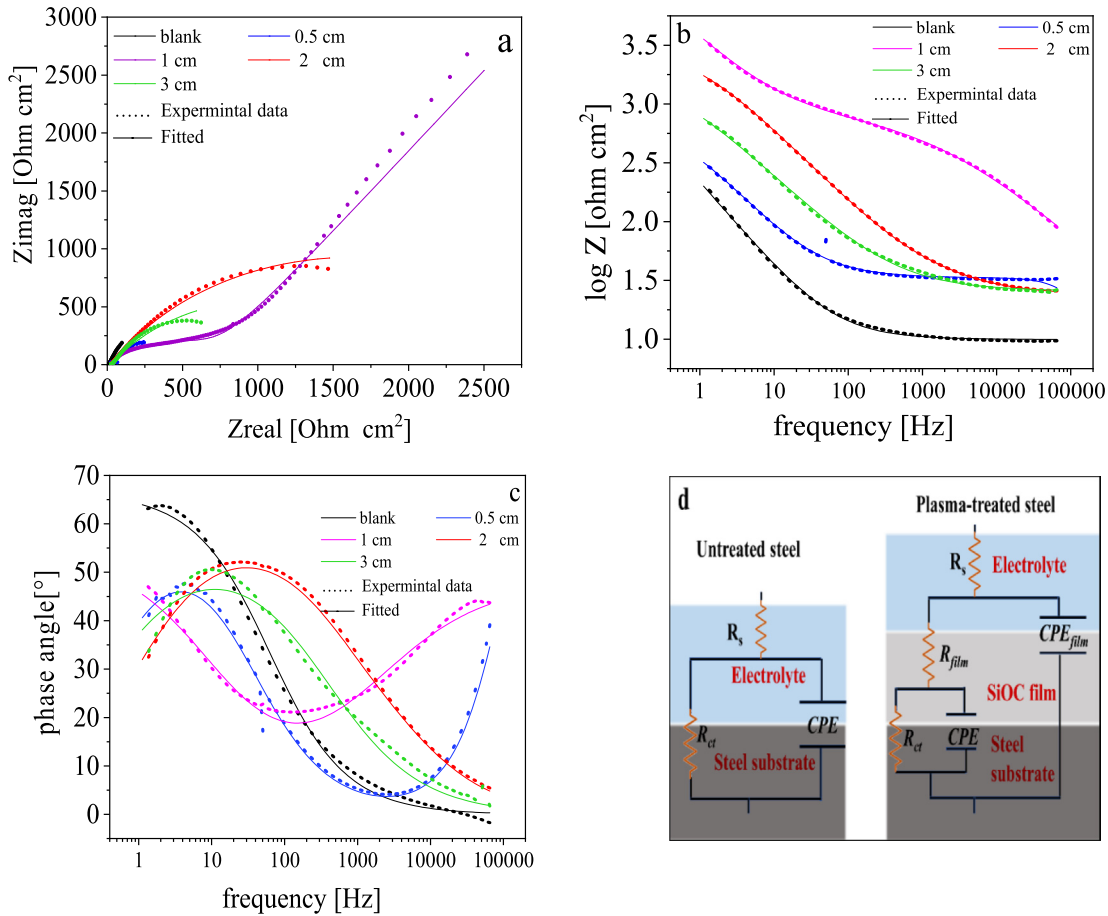 a
3000
2500
2000
1500
1000
500
0
Zimag [Ohm cm²]
blank
0.5 cm
1 cm
2 cm
3 cm
Expermintal data
Fitted
0 500 1000 1500 2000 2500
Zreal [Ohm cm²]
b
3.5
3.0
2.5
2.0
1.5
1.0
log Z [ohm cm²]
blank
0.5 cm
1 cm
2 cm
3 cm
Expermintal data
Fitted
1 10 100 1000 10000 100000
frequency [Hz]
c
70
60
50
40
30
20
10
0
phase angle[°]
blank
0.5 cm
1 cm
2 cm
3 cm
Expermintal data
Fitted
1 10 100 1000 10000 100000
frequency [Hz]
d
Untreated steel
Rs
Electrolyte
CPE
Rct
Steel substrate
Plasma-treated steel
Rs
Electrolyte
CPEfilm
Rfilm
SiOC film
Rct
CPE
Steel
substrate